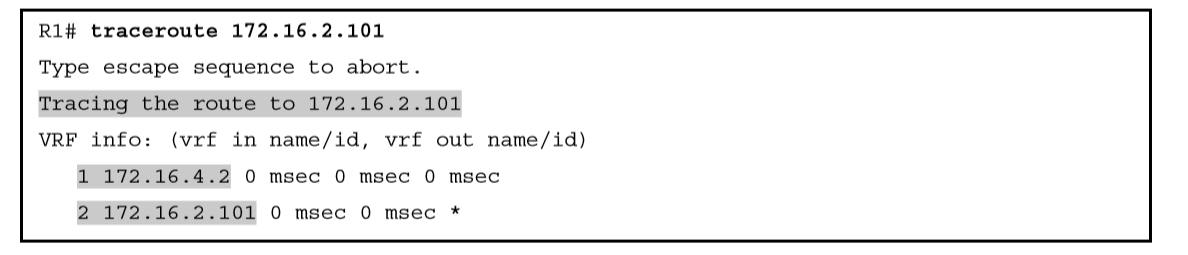 R1# traceroute 172.16.2.101
Type escape sequence to abort.
Tracing the route to 172.16.2.101
VRF info: (vrf in name/id, vrf out name/id)
1 172.16.4.2 0 msec 0 msec 0 msec
2 172.16.2.101 0 msec 0 msec *